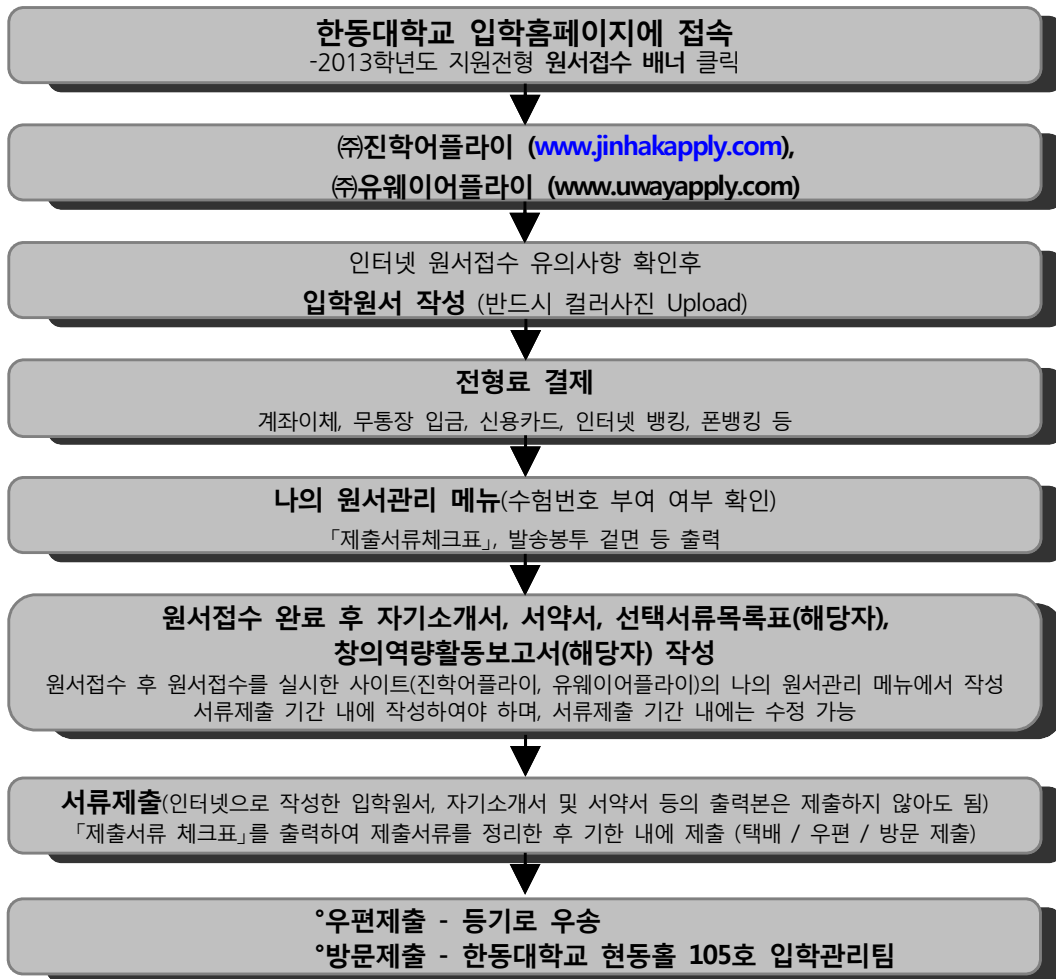 한동대학교 입학홈페이지에 접속
-2013학년도 지원전형 원서접수 배너 클릭
㈜진학어플라이 (www.jinhakapply.com),
㈜유웨이어플라이 (www.uwayapply.com)
인터넷 원서접수 유의사항 확인후
입학원서 작성 (반드시 컬러사진 Upload)
전형료 결제
계좌이체, 무통장 입금, 신용카드, 인터넷 뱅킹, 폰뱅킹 등
나의 원서관리 메뉴(수험번호 부여 여부 확인)
「제출서류체크표」, 발송봉투 겉면 등 출력
원서접수 완료 후 자기소개서, 서약서, 선택서류목록표(해당자),
창의역량활동보고서(해당자) 작성
원서접수 후 원서접수를 실시한 사이트(진학어플라이, 유웨이어플라이)의 나의 원서관리 메뉴에서 작성
서류제출 기간 내에 작성하여야 하며, 서류제출 기간 내에는 수정 가능
서류제출(인터넷으로 작성한 입학원서, 자기소개서 및 서약서 등의 출력본은 제출하지 않아도 됨)
「제출서류 체크표」를 출력하여 제출서류를 정리한 후 기한 내에 제출 (택배 / 우편 / 방문 제출)
°우편제출 - 등기로 우송
°방문제출 - 한동대학교 현동홀 105호 입학관리팀